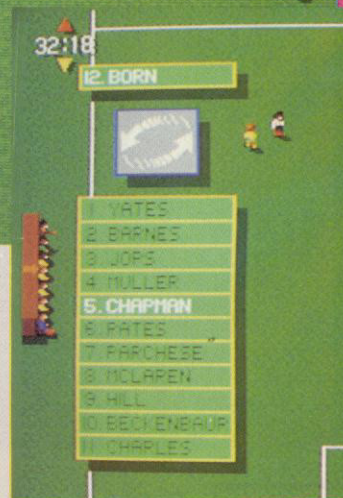 32:18
12. BORN
1. YATES
2. BARNES
3. JOPS
4. MULLER
5. CHAPMAN
6. PATES
7. PARCHESE
8. MCLAREN
9. HILL
10. BECKENBAUR
11. CHARLES